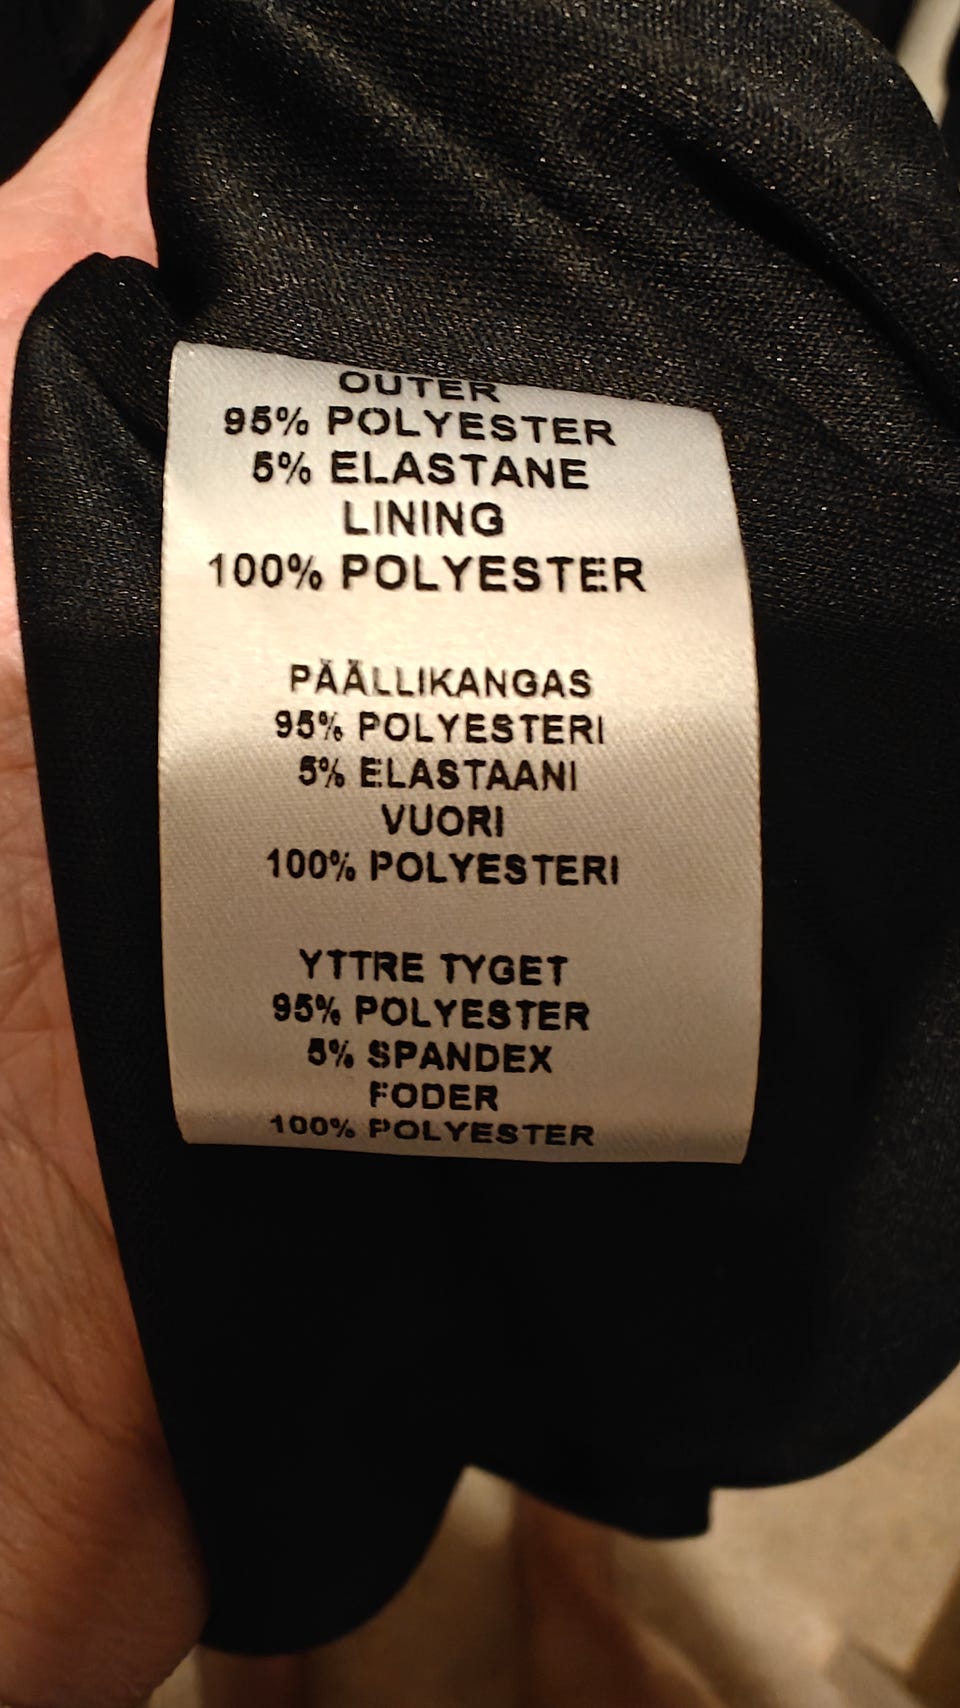 OUTER
95% POLYESTER
5% ELASTANE
LINING
100% POLYESTER
PÄÄLLIKANGAS
95% POLYESTERI
5% ELASTAANI
VUORI
100% POLYESTERI
YTTRE TYGET
95% POLYESTER
5% SPANDEX
FODER
100% POLYESTER